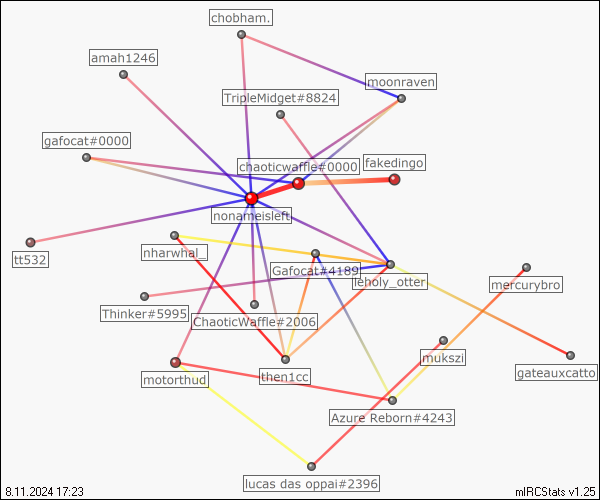 chobham.
amah1246
moonraven
TripleMidget#8824
gafocat#0000
chaoticwaffle#0000
fakedingo
nonameisleft
nharwhal_
tt532
Gafocat#4189
leholy_otter
mercurybro
Thinker#5995
ChaoticWaffle#2006
mukszi
motorthud
then1cc
gateauxcatto
Azure Reborn#4243
lucas das oppai#2396
8.11.2024 17:23
mIRCStats v1.25